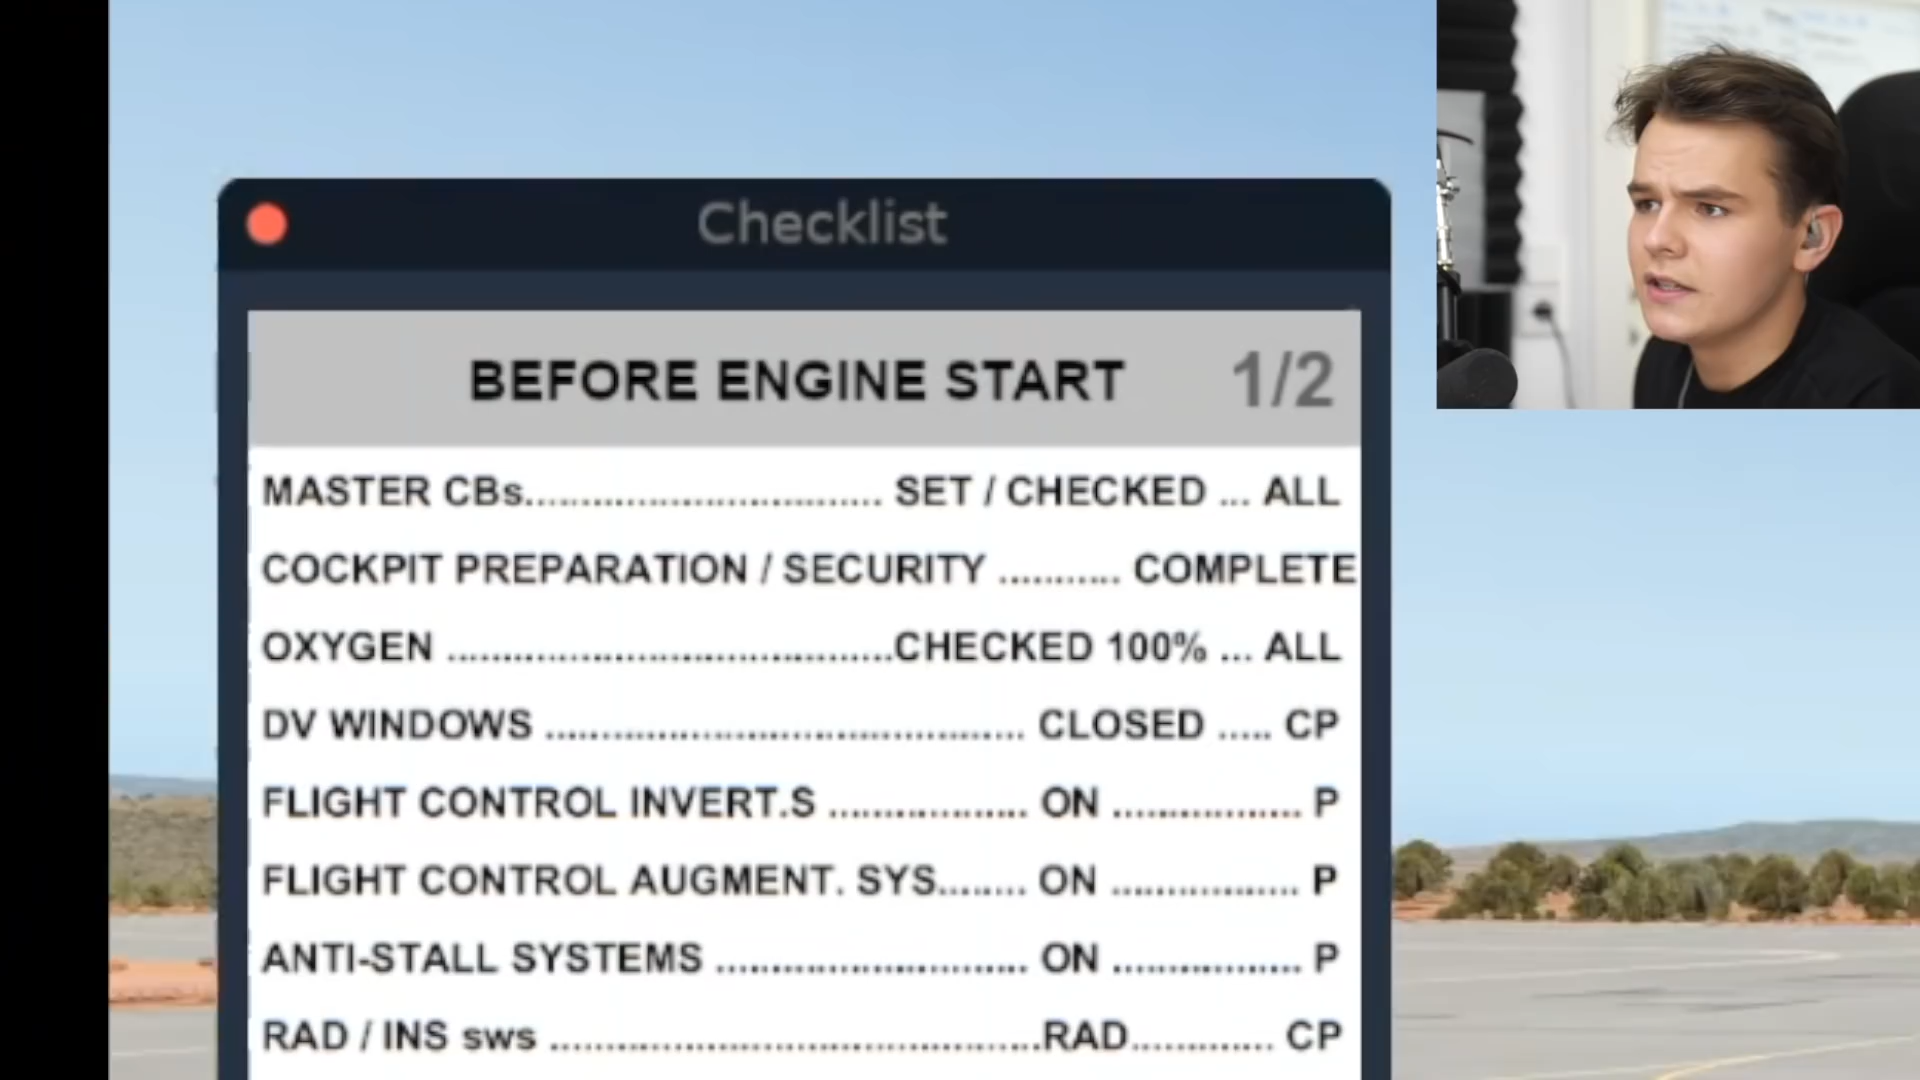 Checklist
BEFORE ENGINE START 1/2
MASTER CBs................................ SET / CHECKED ... ALL
COCKPIT PREPARATION / SECURITY ........... COMPLETE
OXYGEN ........................................CHECKED 100% ... ALL
DV WINDOWS ........................................... CLOSED ..... CP
FLIGHT CONTROL INVERT.S .................. ON ................. P
FLIGHT CONTROL AUGMENT. SYS........ ON ................. P
ANTI-STALL SYSTEMS ............................ ON ................. P
RAD / INS sws ............................................RAD............. CP